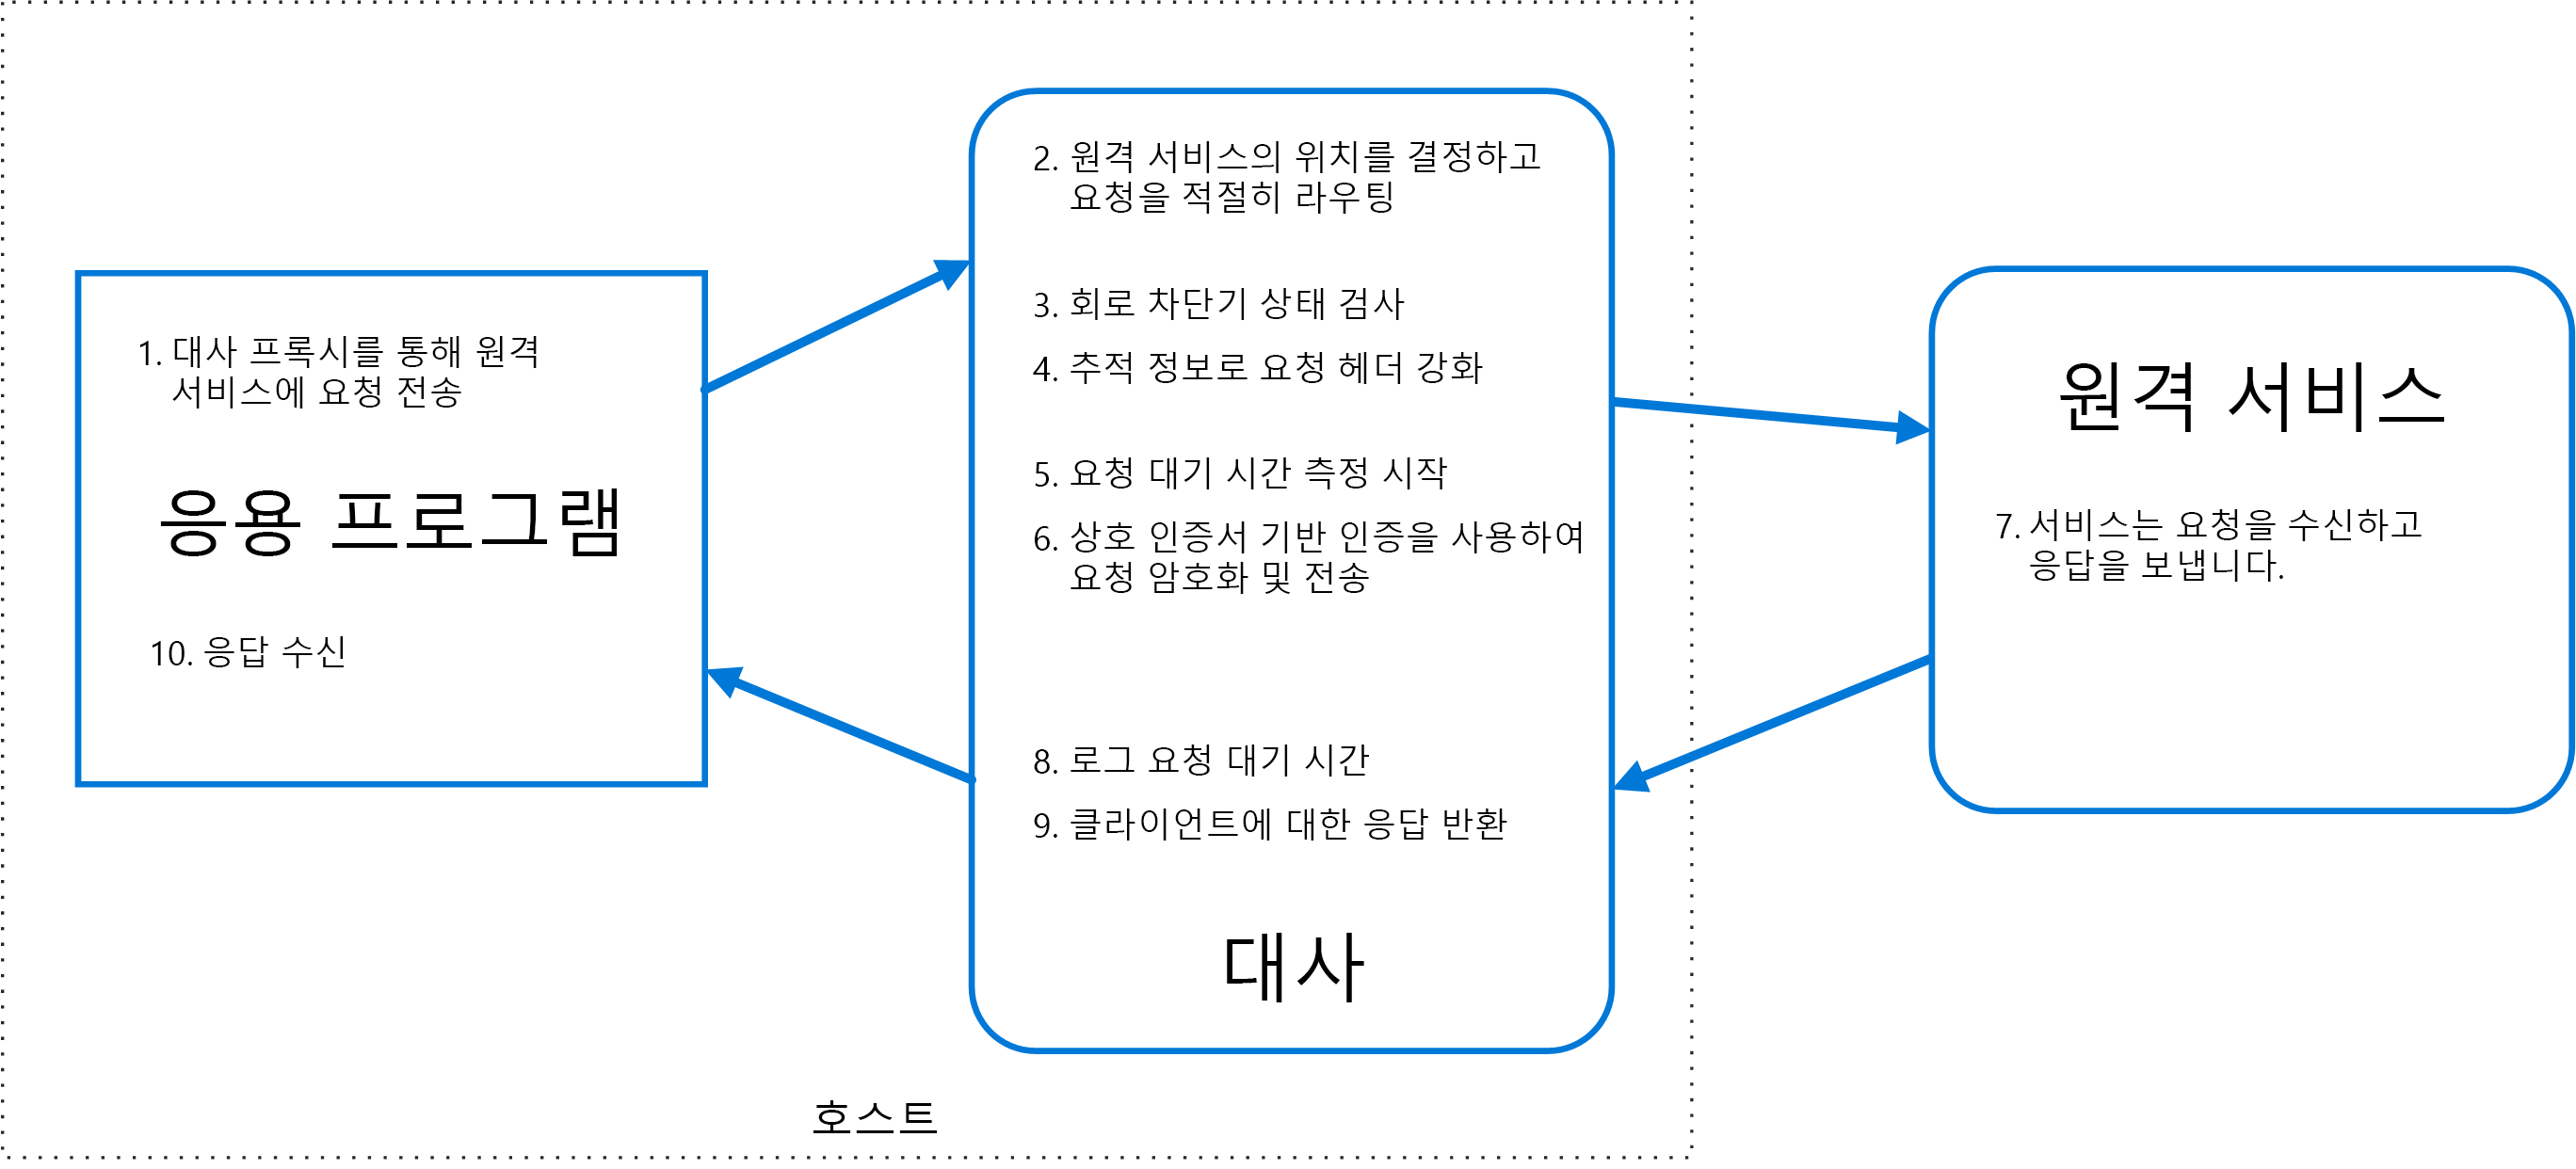 1. 대사 프록시를 통해 원격
서비스에 요청 전송
응용 프로그램
10. 응답 수신
2. 원격 서비스의 위치를 결정하고
요청을 적절히 라우팅
3. 회로 차단기 상태 검사
4. 추적 정보로 요청 헤더 강화
5. 요청 대기 시간 측정 시작
6. 상호 인증서 기반 인증을 사용하여
요청 암호화 및 전송
8. 로그 요청 대기 시간
9. 클라이언트에 대한 응답 반환
대사
원격 서비스
7. 서비스는 요청을 수신하고
응답을 보냅니다.
호스트